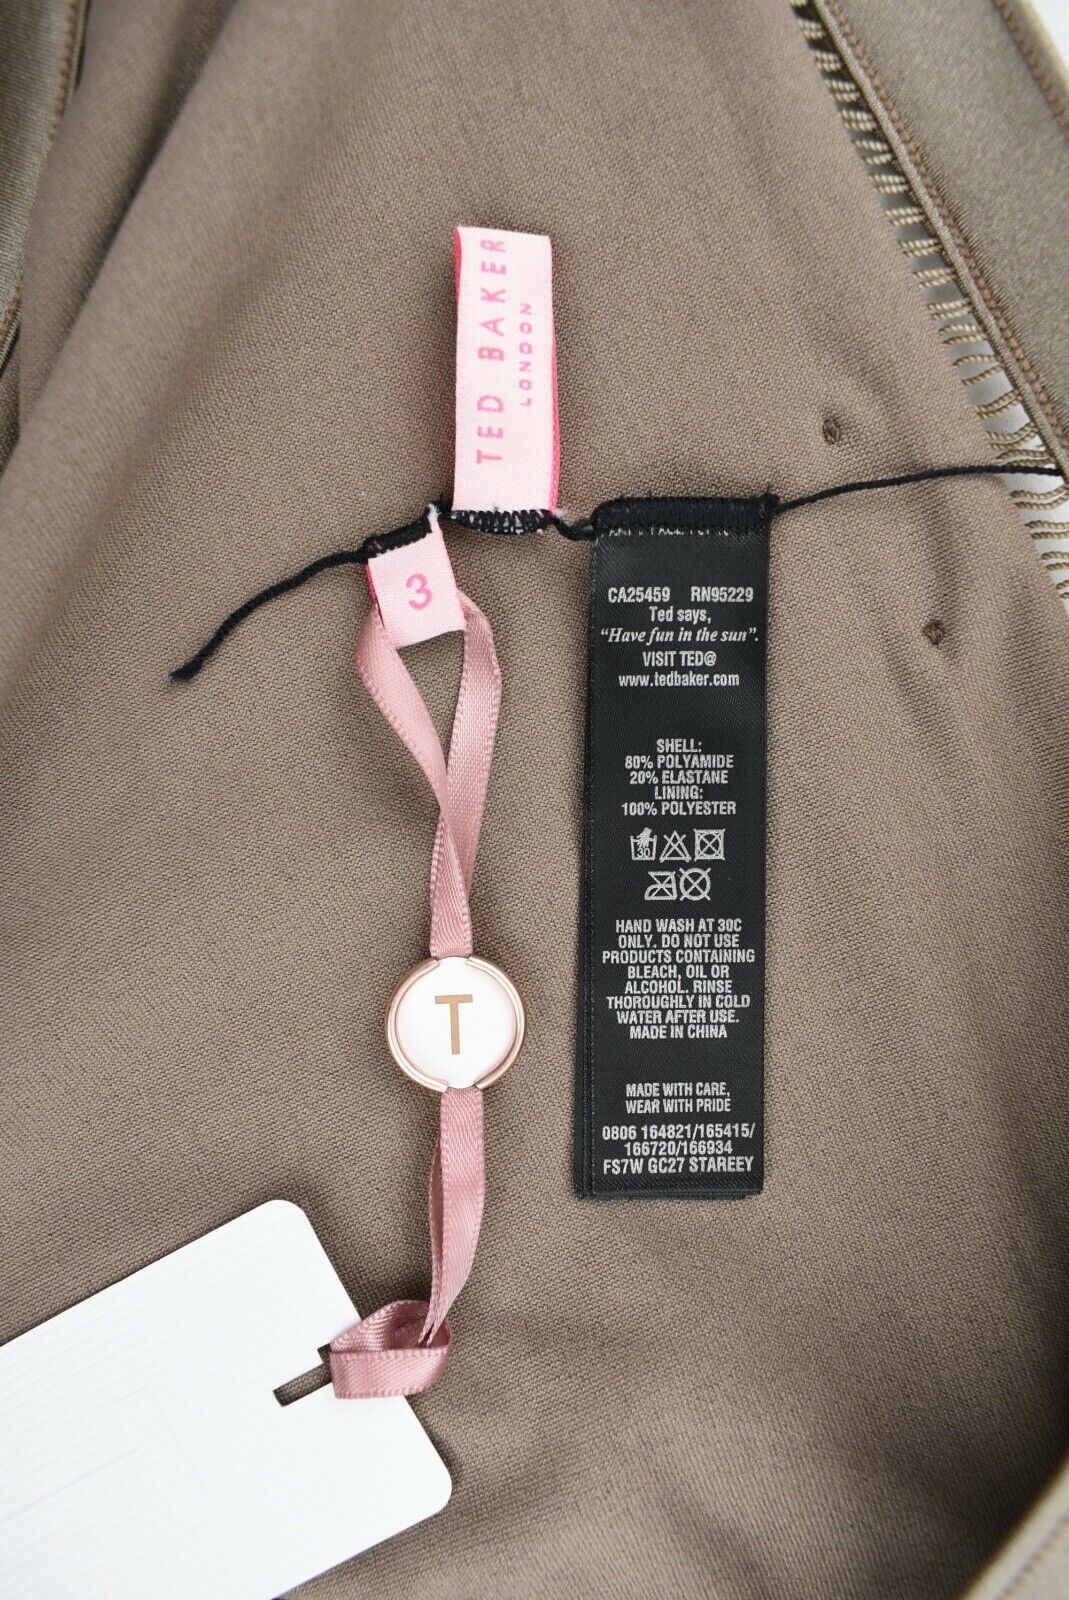 TED BAKER
LONDON
3
CA25459 RN95229
Ted says,
"Have fun in the sun".
VISIT TED@
www.tedbaker.com
SHELL:
80% POLYAMIDE
20% ELASTANE
LINING:
100% POLYESTER
30
HAND WASH AT 30C
ONLY. DO NOT USE
PRODUCTS CONTAINING
BLEACH, OIL OR
ALCOHOL. RINSE
THOROUGHLY IN COLD
WATER AFTER USE.
MADE IN CHINA
MADE WITH CARE,
WEAR WITH PRIDE
0806 164821/165415/
166720/166934
FS7W GC27 STAREEY
T